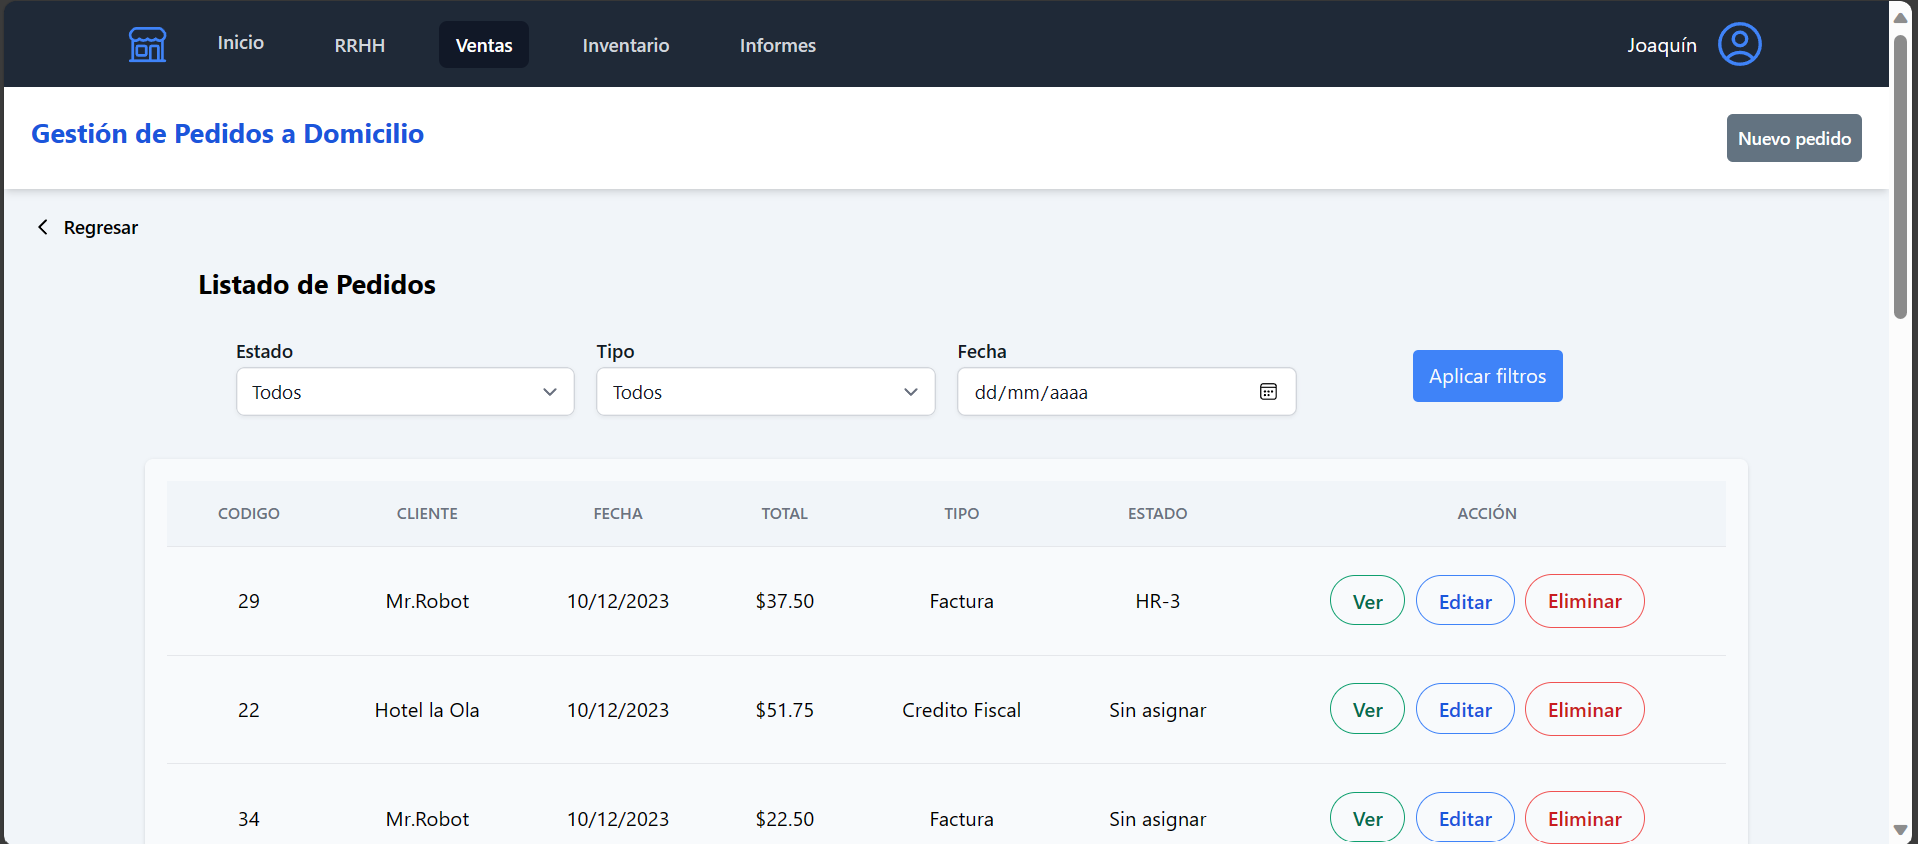 Inicio RRHH Ventas Inventario Informes Joaquín
Gestión de Pedidos a Domicilio Nuevo pedido
Regresar
Listado de Pedidos
Estado Tipo Fecha
Todos Todos dd/mm/aaaa Aplicar filtros
CODIGO CLIENTE FECHA TOTAL TIPO ESTADO ACCIÓN
29 Mr.Robot 10/12/2023 $37.50 Factura HR-3 Ver Editar Eliminar
22 Hotel la Ola 10/12/2023 $51.75 Credito Fiscal Sin asignar Ver Editar Eliminar
34 Mr.Robot 10/12/2023 $22.50 Factura Sin asignar Ver Editar Eliminar